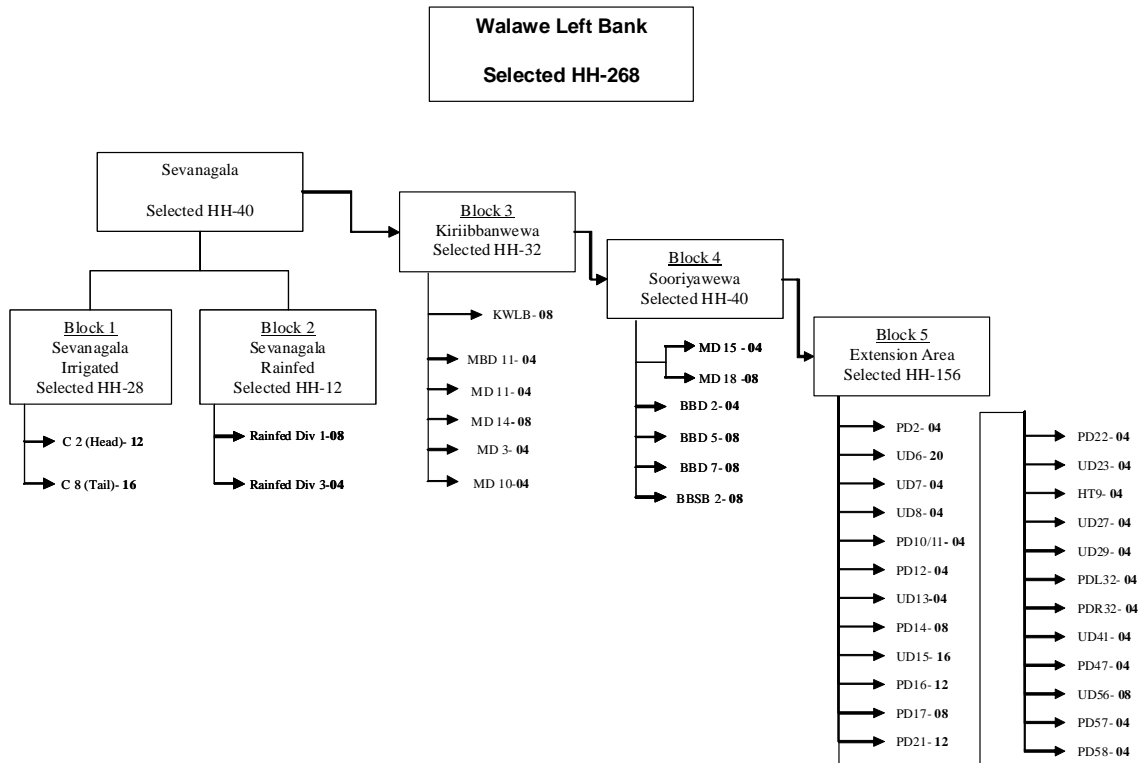 Walawe Left Bank
Selected HH-268
Sevanagala
Selected HH-40
Block 1
Sevanagala
Irrigated
Selected HH-28
C 2 (Head)- 12
C 8 (Tail)- 16
Block 2
Sevanagala
Rainfed
Selected HH-12
Rainfed Div 1-08
Rainfed Div 3-04
Block 3
Kiriibbanwewa
Selected HH-32
KWLB- 08
MBD 11- 04
MD 11- 04
MD 14- 08
MD 3- 04
MD 10-04
Block 4
Sooriyawewa
Selected HH-40
MD 15 - 04
MD 18 -08
BBD 2- 04
BBD 5- 08
BBD 7- 08
BBSB 2- 08
Block 5
Extension Area
Selected HH-156
PD2- 04
UD6- 20
UD7- 04
UD8- 04
PD10/11- 04
PD12- 04
UD13-04
PD14- 08
UD15- 16
PD16- 12
PD17- 08
PD21- 12
PD22- 04
UD23- 04
HT9- 04
UD27- 04
UD29- 04
PDL32- 04
PDR32- 04
UD41- 04
PD47- 04
UD56- 08
PD57- 04
PD58- 04